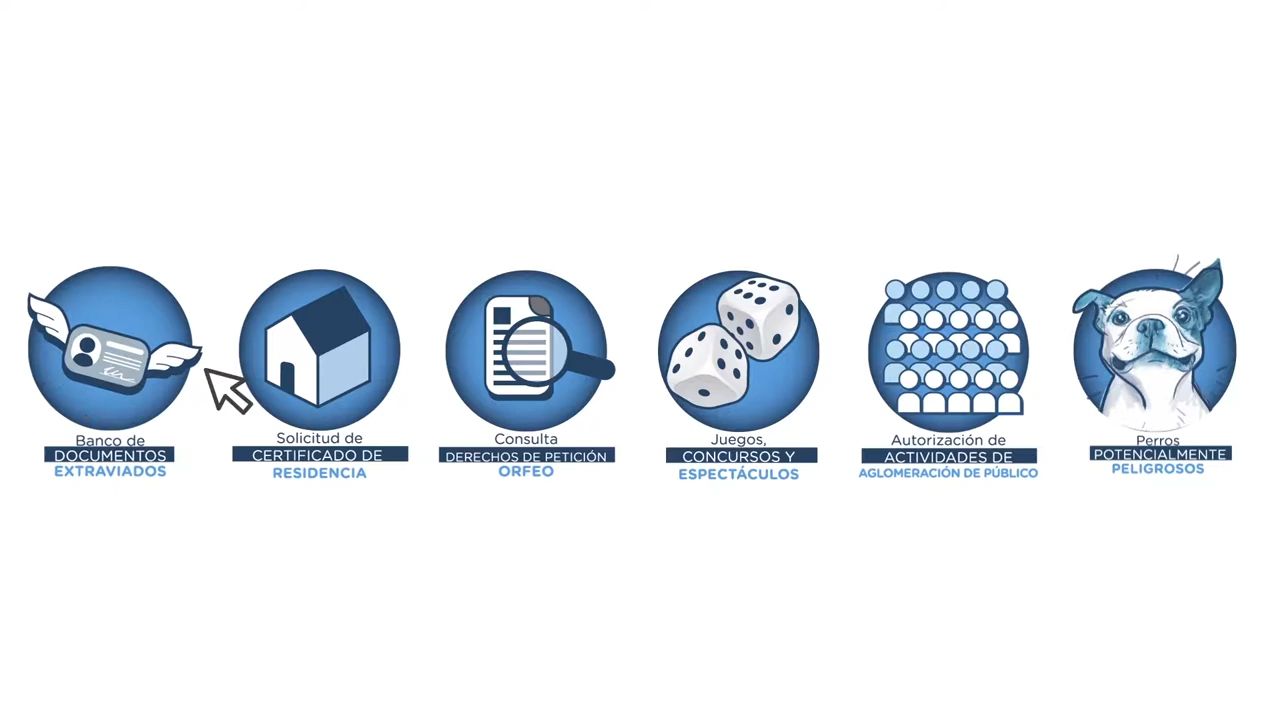 Banco de
DOCUMENTOS
EXTRAVIADOS
Solicitud de
CERTIFICADO DE
RESIDENCIA
Consulta
DERECHOS DE PETICIÓN
ORFEO
Juegos,
CONCURSOS Y
ESPECTÁCULOS
Autorización de
ACTIVIDADES DE
AGLOMERACIÓN DE PÚBLICO
Perros
POTENCIALMENTE
PELIGROSOS